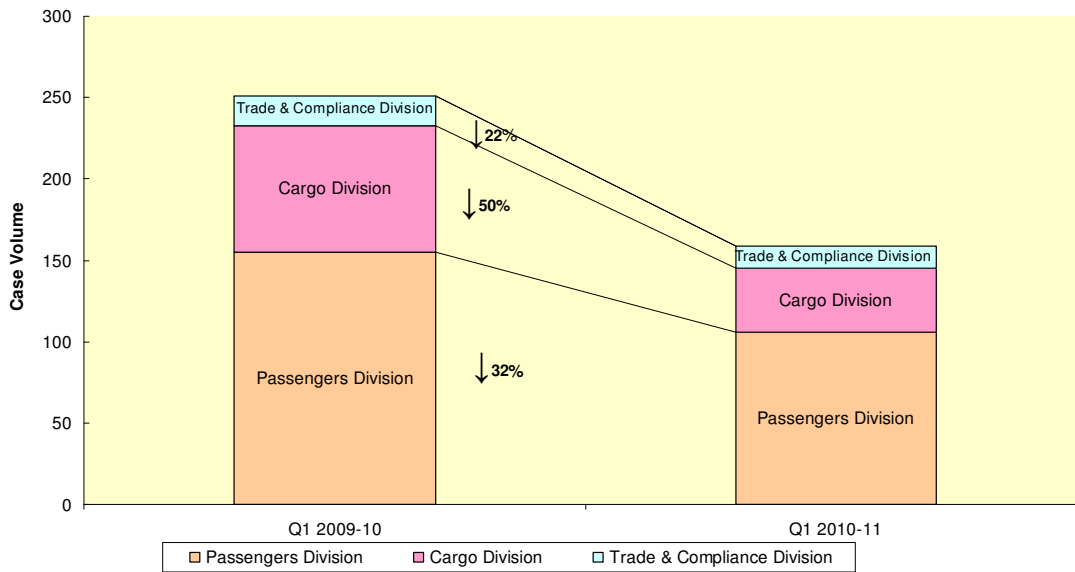 300
250
200
150
100
50
0
Case Volume
Trade & Compliance Division
Cargo Division
Passengers Division
↓ 22%
↓ 50%
↓ 32%
Trade & Compliance Division
Cargo Division
Passengers Division
Q1 2009-10
Q1 2010-11
Passengers Division
Cargo Division
Trade & Compliance Division